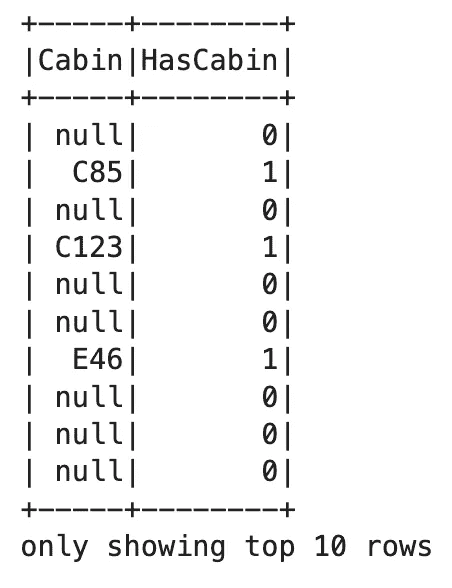 +-----+--------+
|Cabin|HasCabin|
+-----+--------+
| null|       0|
|  C85|       1|
| null|       0|
| C123|       1|
| null|       0|
| null|       0|
|  E46|       1|
| null|       0|
| null|       0|
| null|       0|
+-----+--------+
only showing top 10 rows